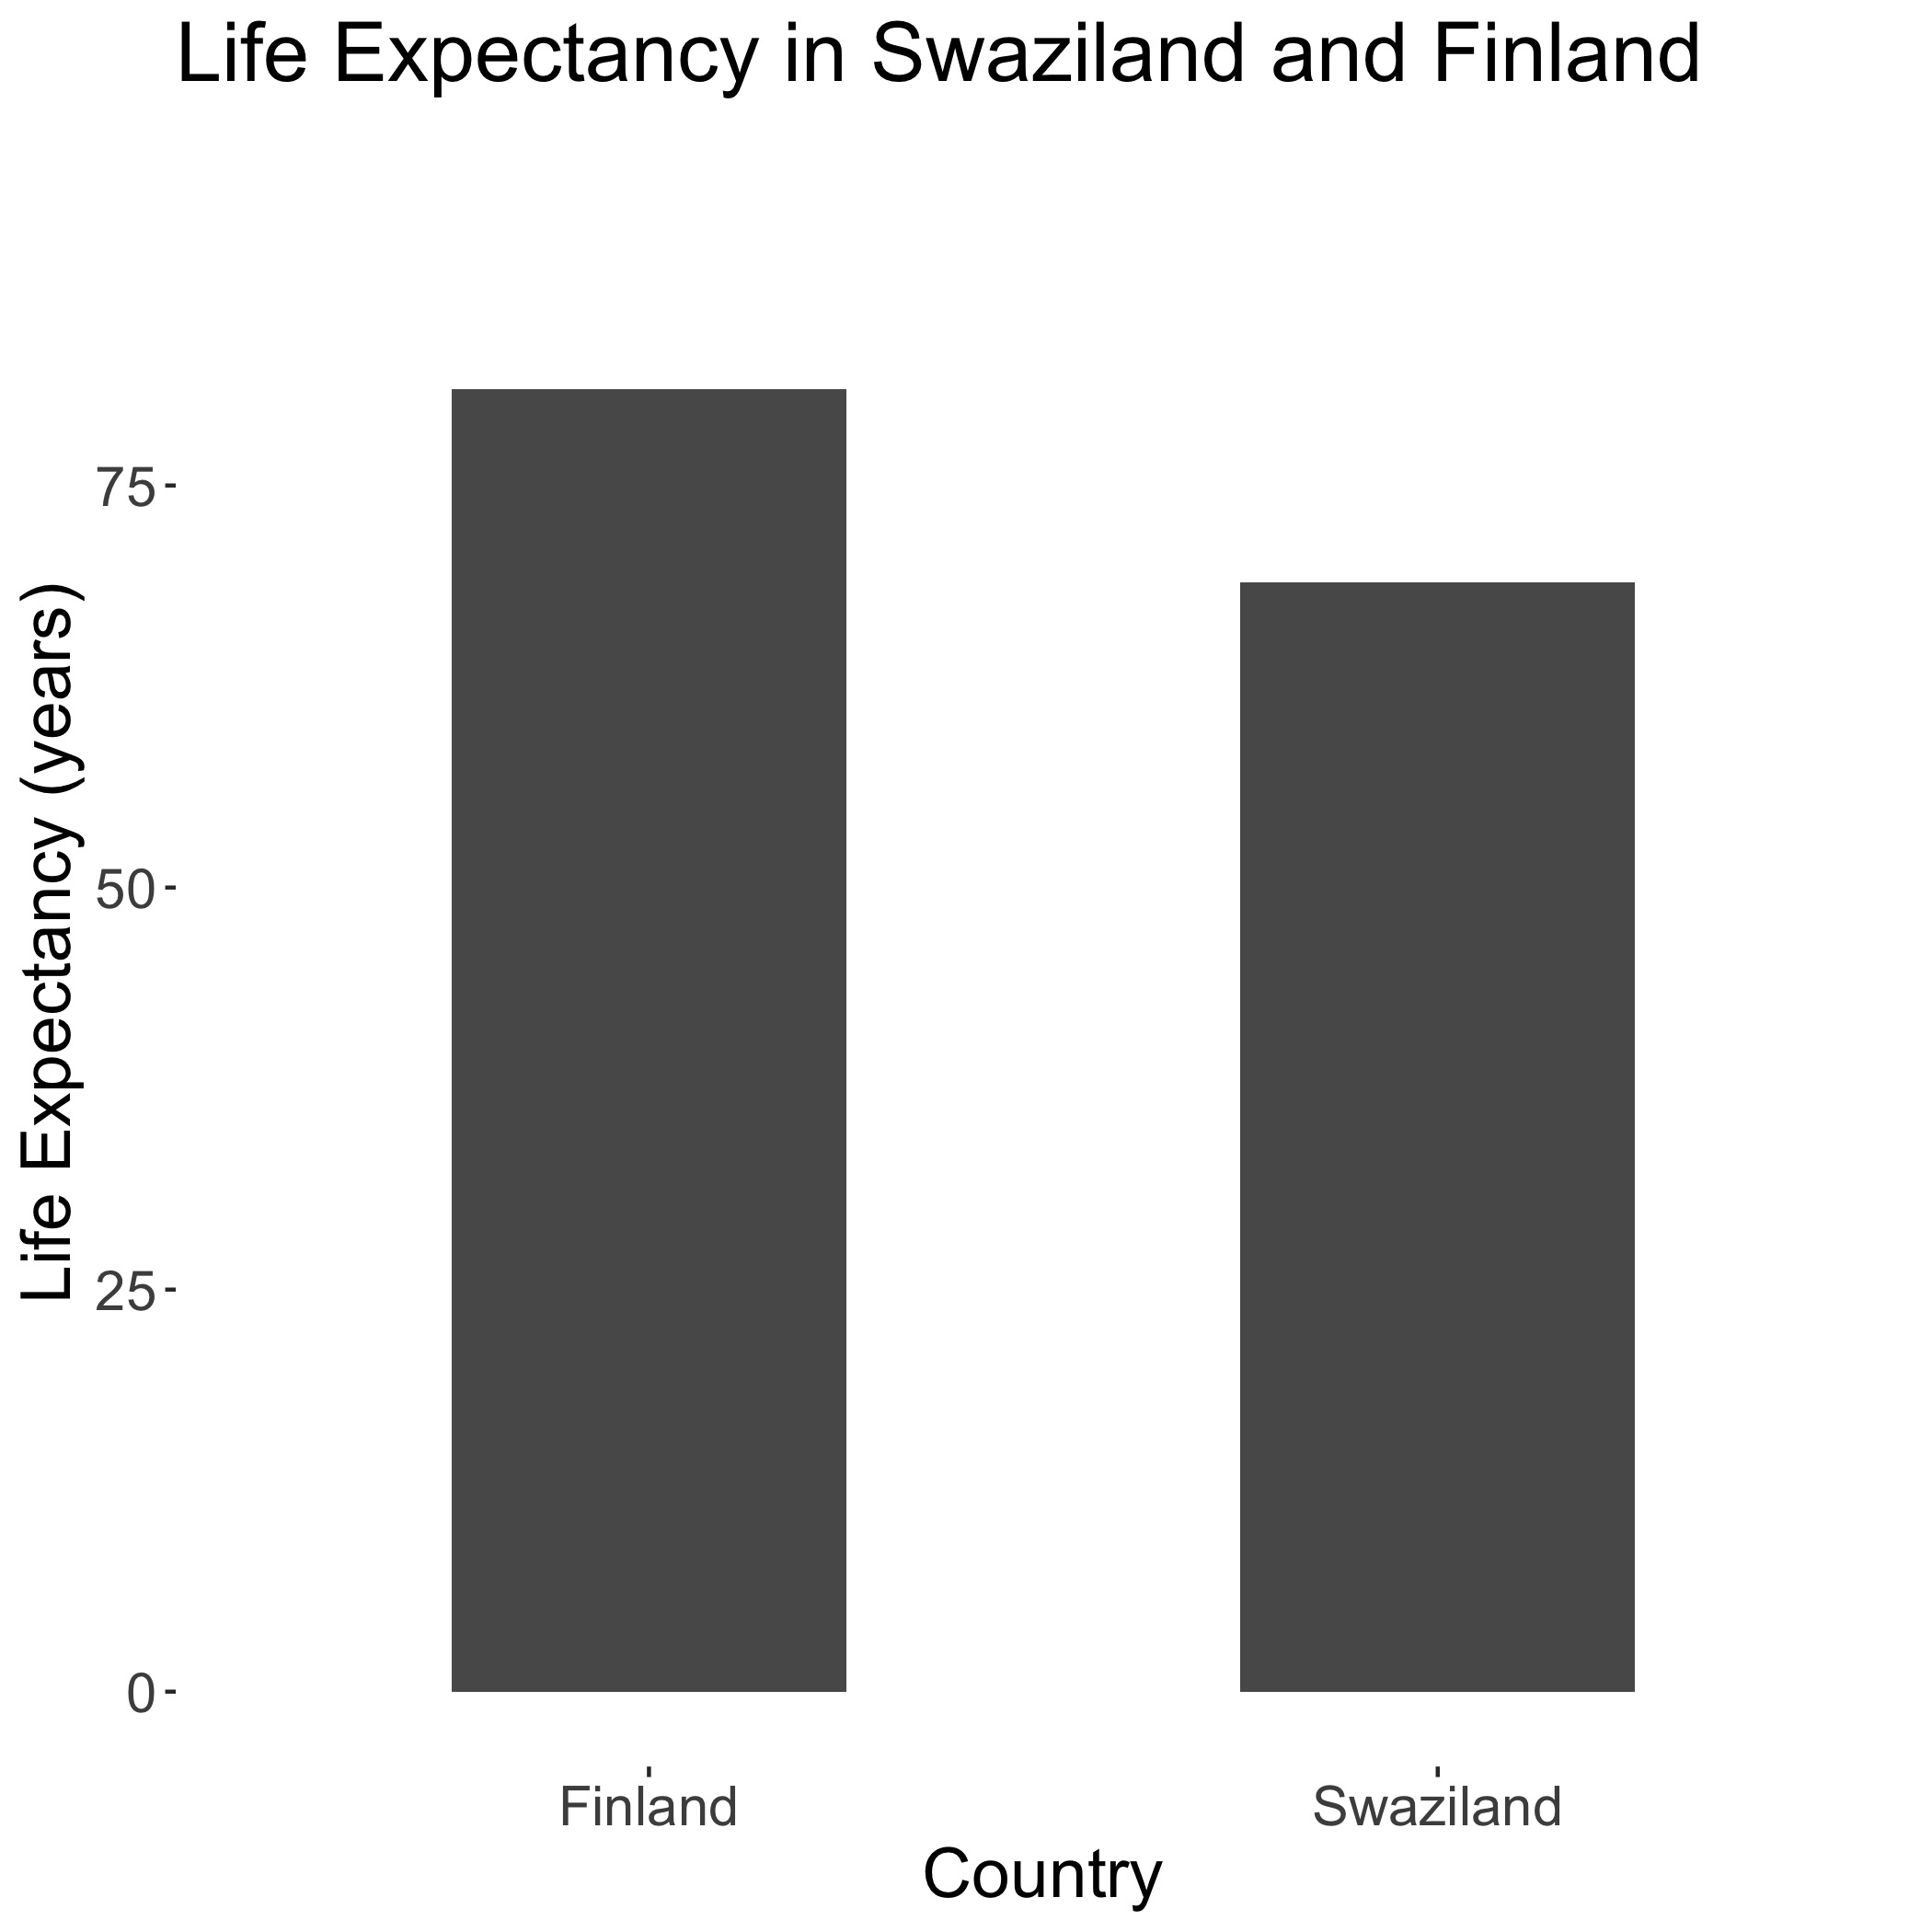 Life Expectancy in Swaziland and Finland
Life Expectancy (years)
75
50
25
0
Finland
Swaziland
Country